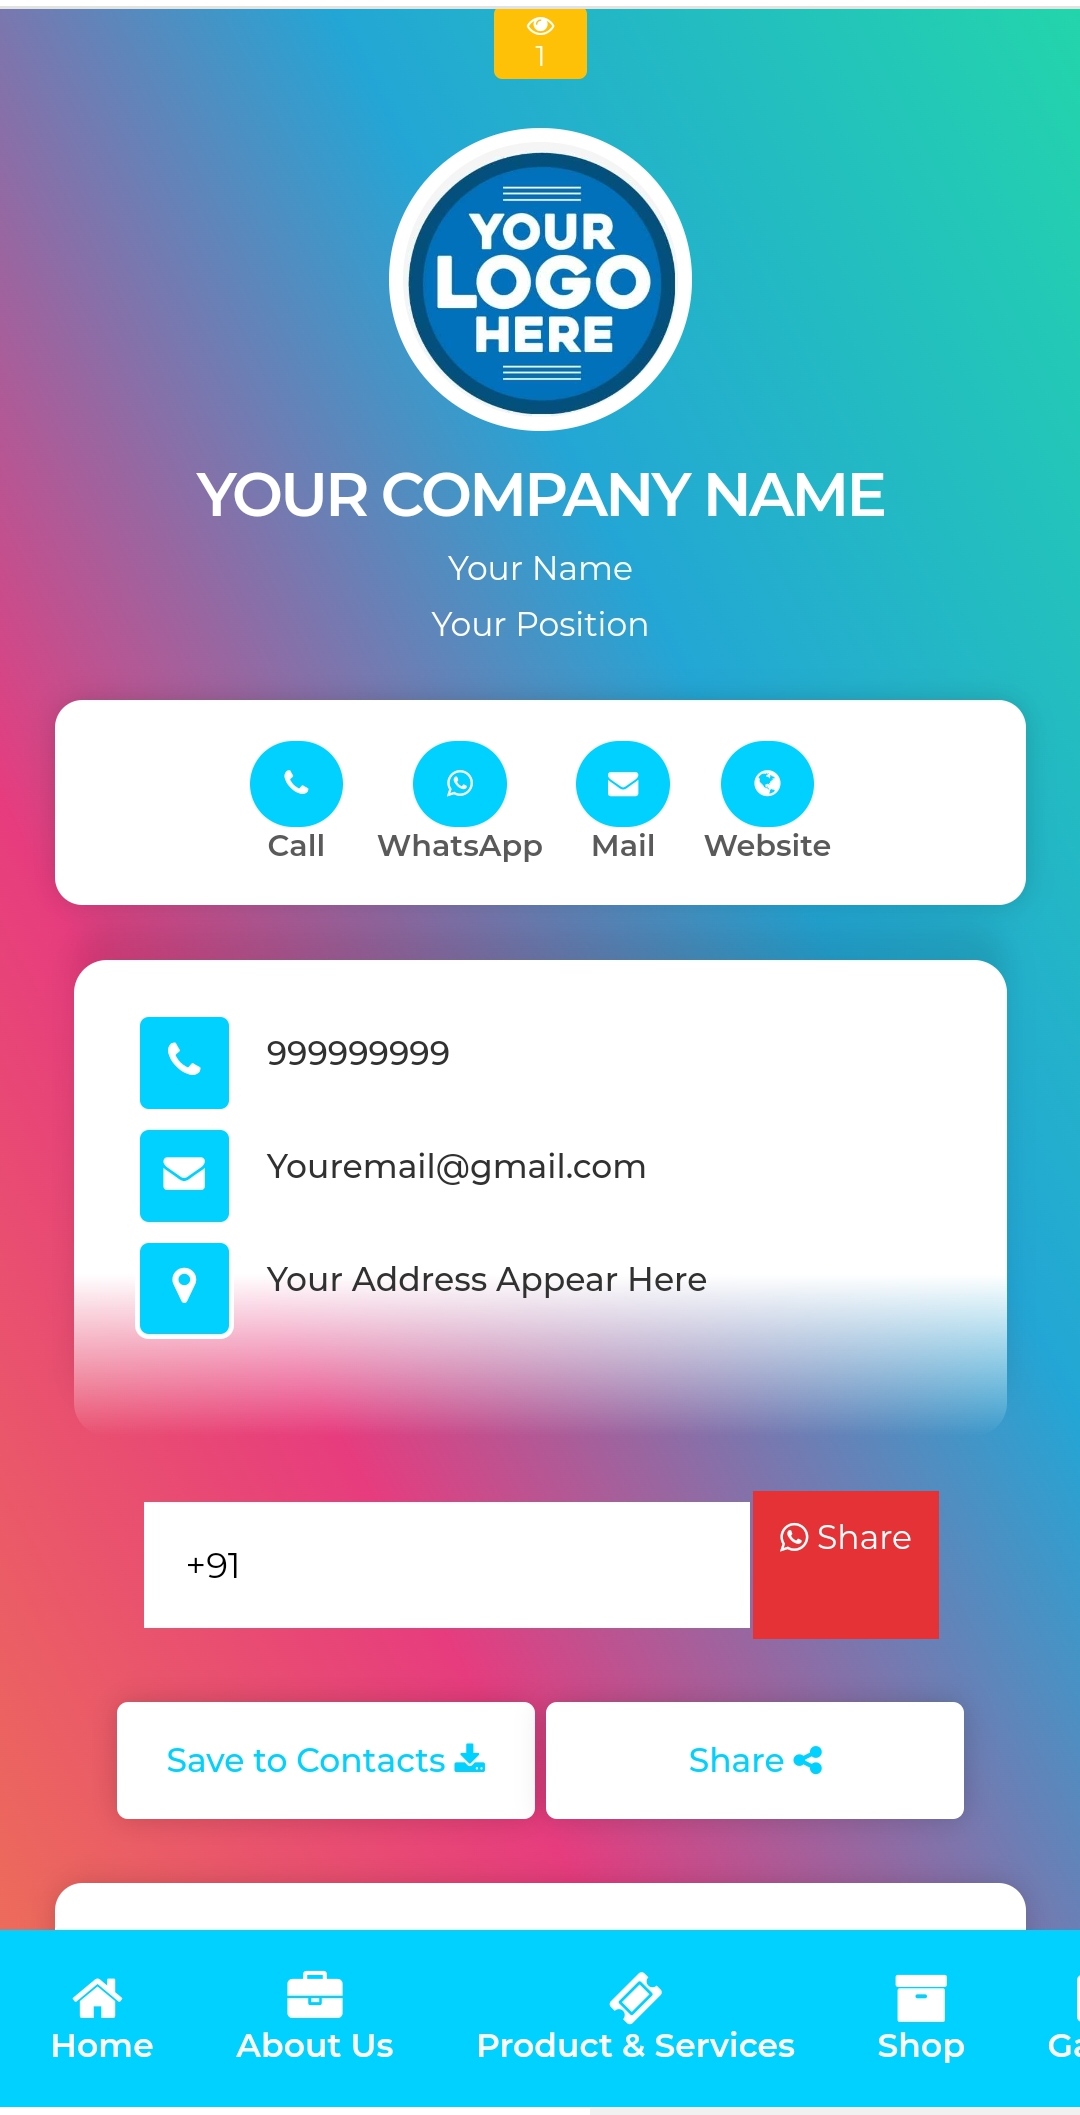 1
YOUR
LOGO
HERE
YOUR COMPANY NAME
Your Name
Your Position
Call WhatsApp Mail Website
999999999
Youremail@gmail.com
Your Address Appear Here
+91
Share
Save to Contacts
Share
Home About Us Product & Services Shop